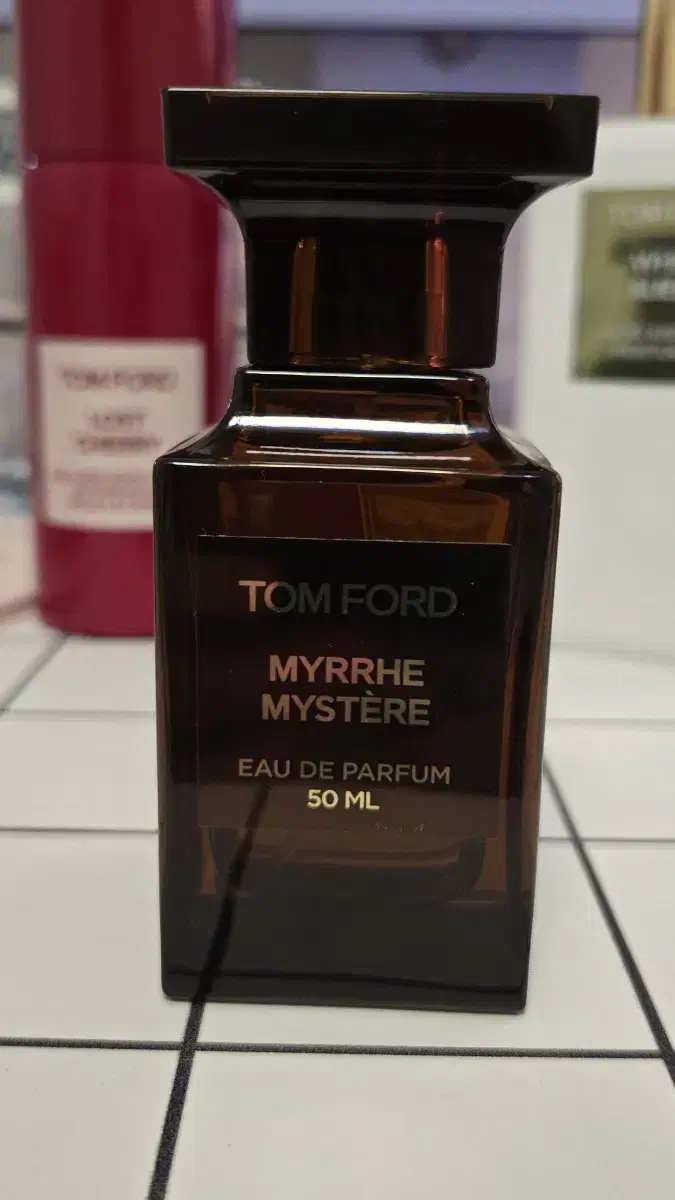 TOM FORD
MYRRHE
MYSTÈRE
EAU DE PARFUM
50 ML
TOM FORD
LOST
CHERRY